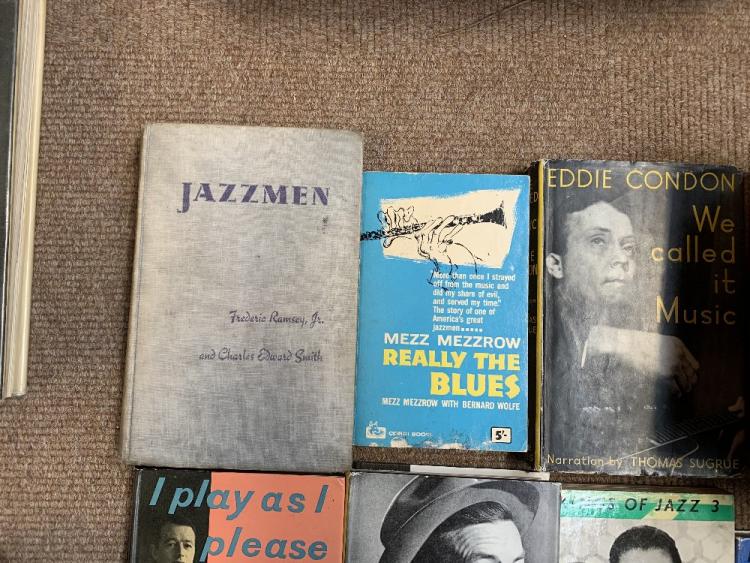 JAZZMEN
Frederic Ramsey, Jr.
and Charles Edward Smith
"More than once I strayed
off from the music and
did my share of evil,
and served my time."
The story of one of
America's great
jazzmen.....
MEZZ MEZZROW
REALLY THE
BLUES
MEZZ MEZZROW WITH BERNARD WOLFE
CORGI BOOKS
5'-
EDDIE CONDON
We
called
it
Music
Narration by THOMAS SUGRUE
I play as I
please
OF JAZZ 3